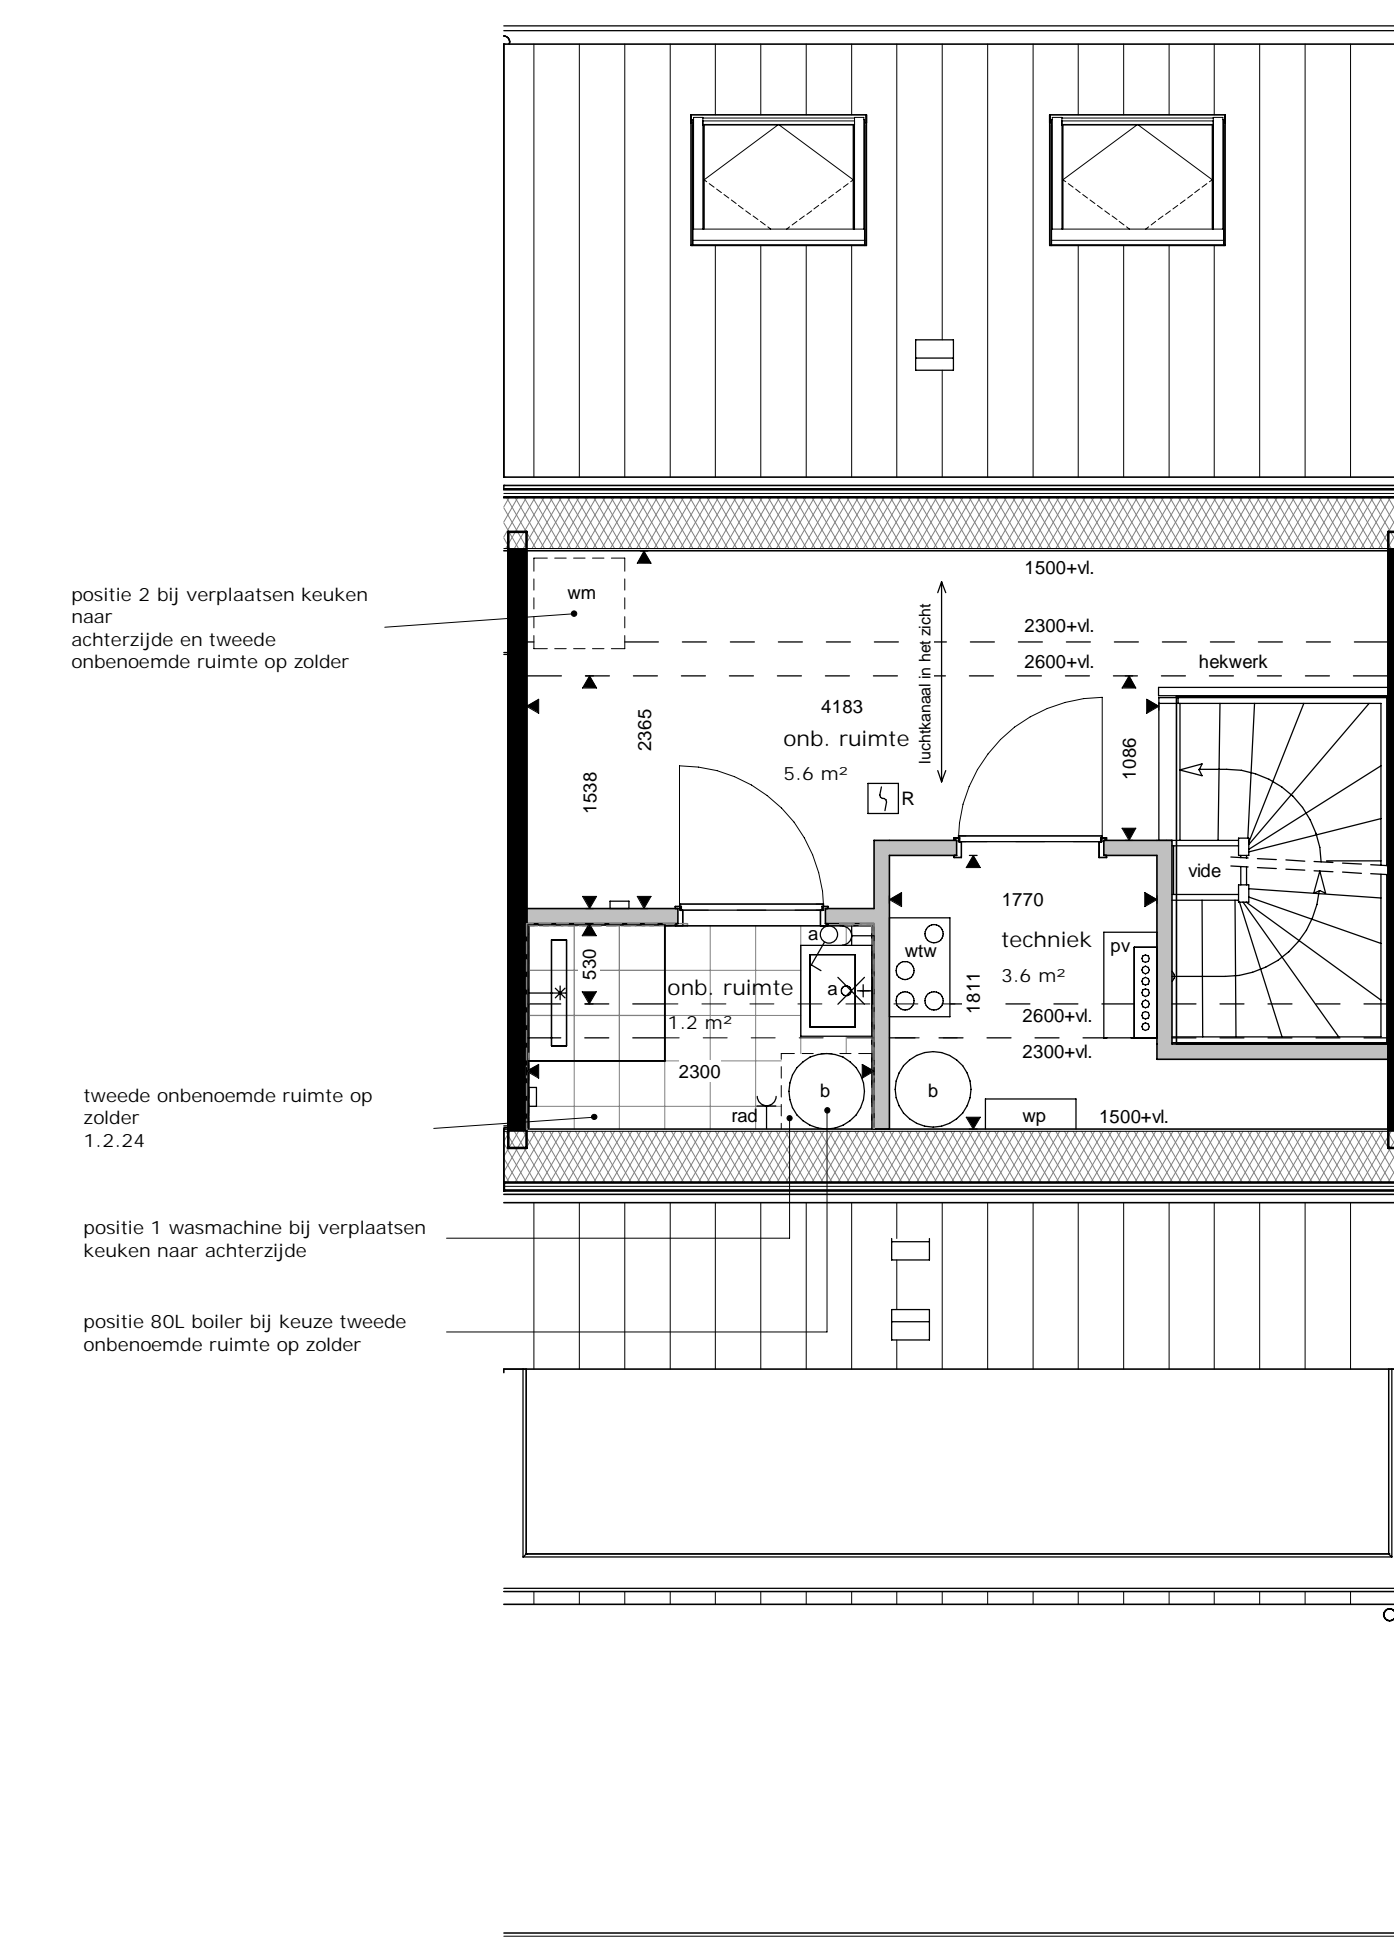 positie 2 bij verplaatsen keuken
naar
achterzijde en tweede
onbenoemde ruimte op zolder
wm
1500+vl.
2300+vl.
2600+vl.
hekwerk
luchtkanaal in het zicht
4183
onb. ruimte
5.6 m²
2365
1538
1086
R
vide
1770
techniek
3.6 m²
wtw
pv
1811
2600+vl.
2300+vl.
a
530
onb. ruimte
a
1.2 m²
2300
b
b
rad
wp
1500+vl.
tweede onbenoemde ruimte op
zolder
1.2.24
positie 1 wasmachine bij verplaatsen
keuken naar achterzijde
positie 80L boiler bij keuze tweede
onbenoemde ruimte op zolder